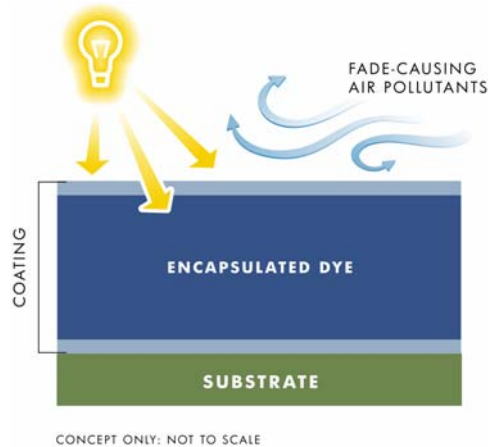 FADE-CAUSING
AIR POLLUTANTS
COATING
ENCAPSULATED DYE
SUBSTRATE
CONCEPT ONLY: NOT TO SCALE